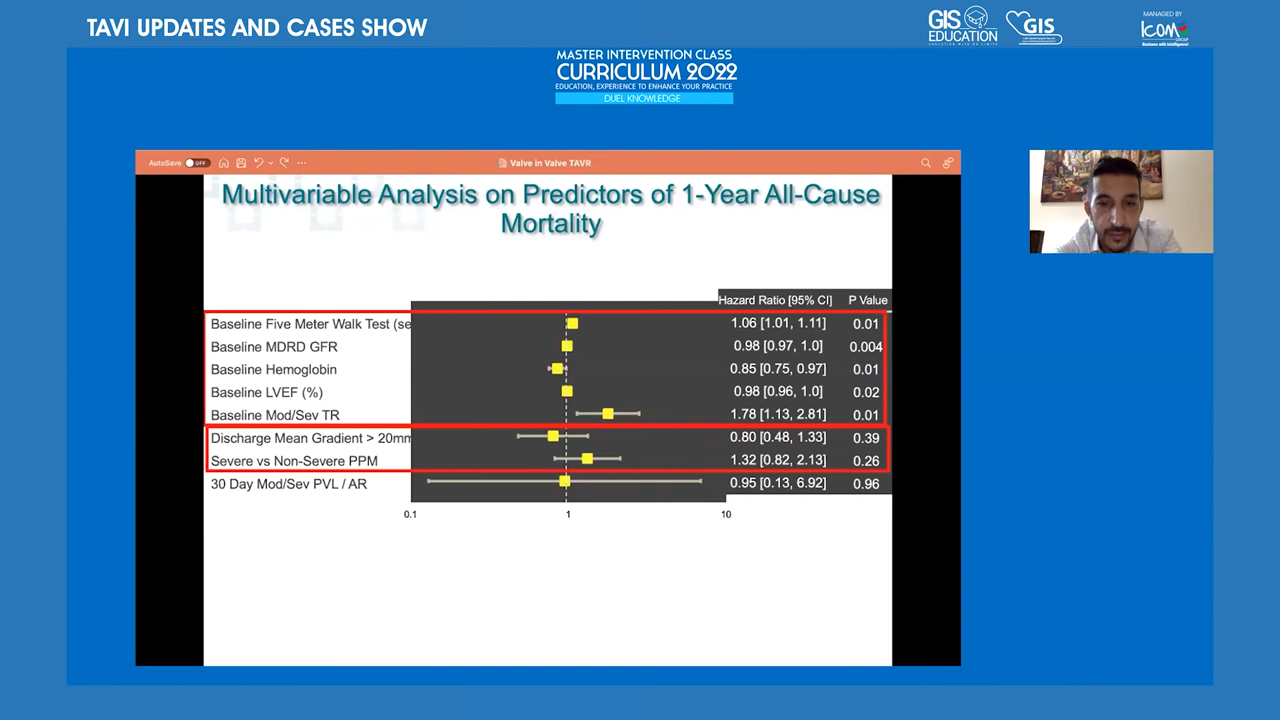 TAVI UPDATES AND CASES SHOW
GIS
EDUCATION
GIS
MANAGED BY
ICOM
GROUP
Business with Intelligence!
MASTER INTERVENTION CLASS
CURRICULUM 2022
EDUCATION, EXPERIENCE TO ENHANCE YOUR PRACTICE
DUEL KNOWLEDGE
AutoSave OFF
Valve in Valve TAVR
Multivariable Analysis on Predictors of 1-Year All-Cause
Mortality
Hazard Ratio [95% CI] P Value
Baseline Five Meter Walk Test (se 1.06 [1.01, 1.11] 0.01
Baseline MDRD GFR 0.98 [0.97, 1.0] 0.004
Baseline Hemoglobin 0.85 [0.75, 0.97] 0.01
Baseline LVEF (%) 0.98 [0.96, 1.0] 0.02
Baseline Mod/Sev TR 1.78 [1.13, 2.81] 0.01
Discharge Mean Gradient > 20mm 0.80 [0.48, 1.33] 0.39
Severe vs Non-Severe PPM 1.32 [0.82, 2.13] 0.26
30 Day Mod/Sev PVL / AR 0.95 [0.13, 6.92] 0.96
0.1 1 10